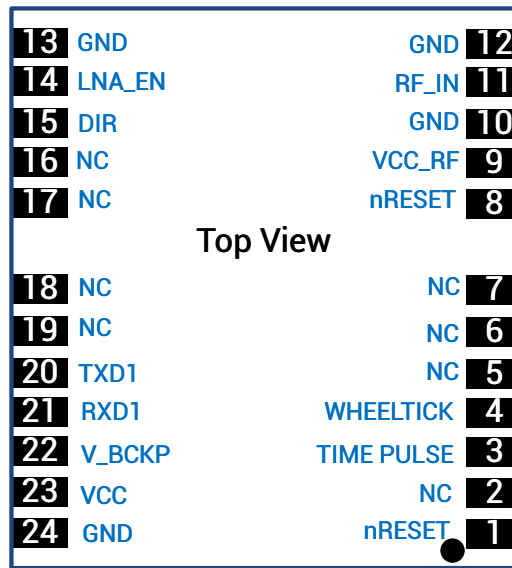 13 GND GND 12
14 LNA_EN RF_IN 11
15 DIR GND 10
16 NC VCC_RF 9
17 NC nRESET 8
Top View
18 NC NC 7
19 NC NC 6
20 TXD1 NC 5
21 RXD1 WHEELTICK 4
22 V_BCKP TIME PULSE 3
23 VCC NC 2
24 GND nRESET 1